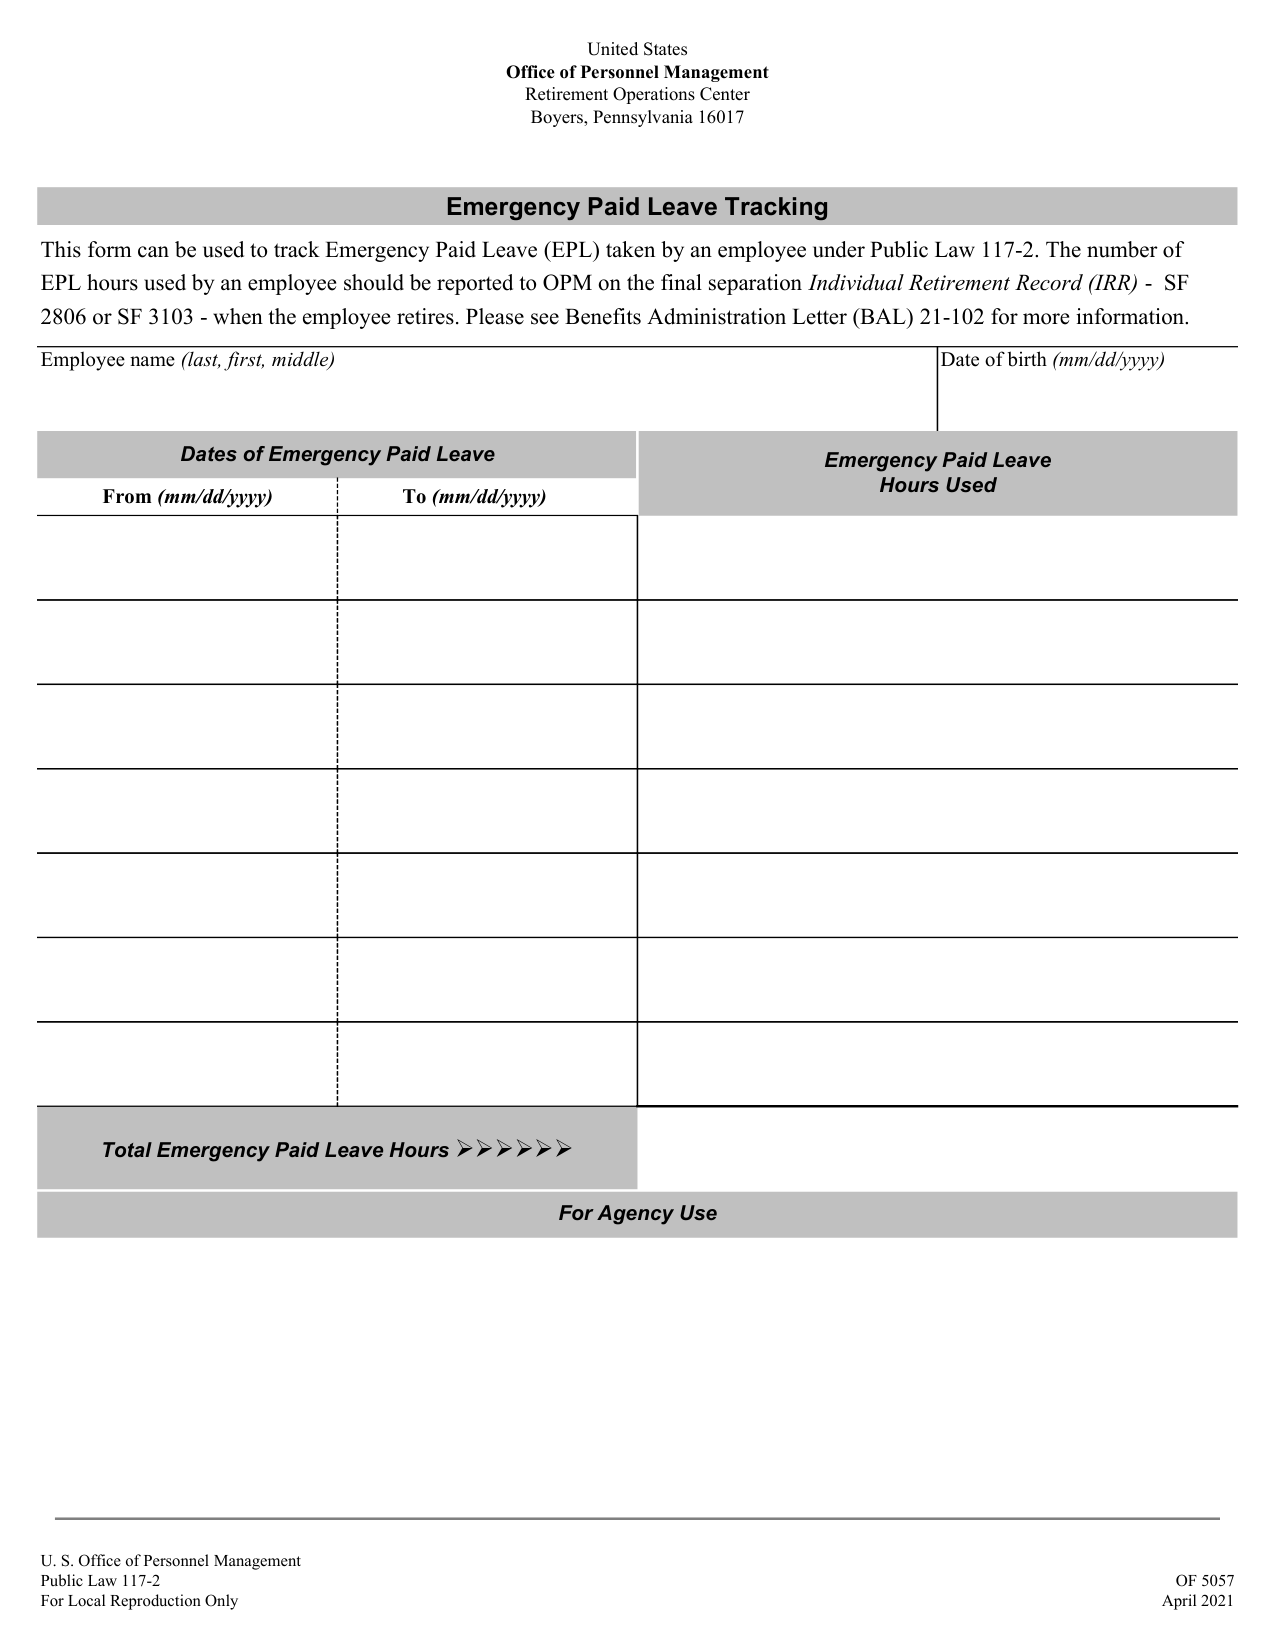 United States
Office of Personnel Management
Retirement Operations Center
Boyers, Pennsylvania 16017
Emergency Paid Leave Tracking
This form can be used to track Emergency Paid Leave (EPL) taken by an employee under Public Law 117-2. The number of
EPL hours used by an employee should be reported to OPM on the final separation Individual Retirement Record (IRR) - SF
2806 or SF 3103 - when the employee retires. Please see Benefits Administration Letter (BAL) 21-102 for more information.
Employee name (last, first, middle)
Date of birth (mm/dd/yyyy)
Dates of Emergency Paid Leave
Emergency Paid Leave
Hours Used
From (mm/dd/yyyy)
To (mm/dd/yyyy)
Total Emergency Paid Leave Hours ➢➢➢➢➢➢
For Agency Use
U. S. Office of Personnel Management
Public Law 117-2
For Local Reproduction Only
OF 5057
April 2021